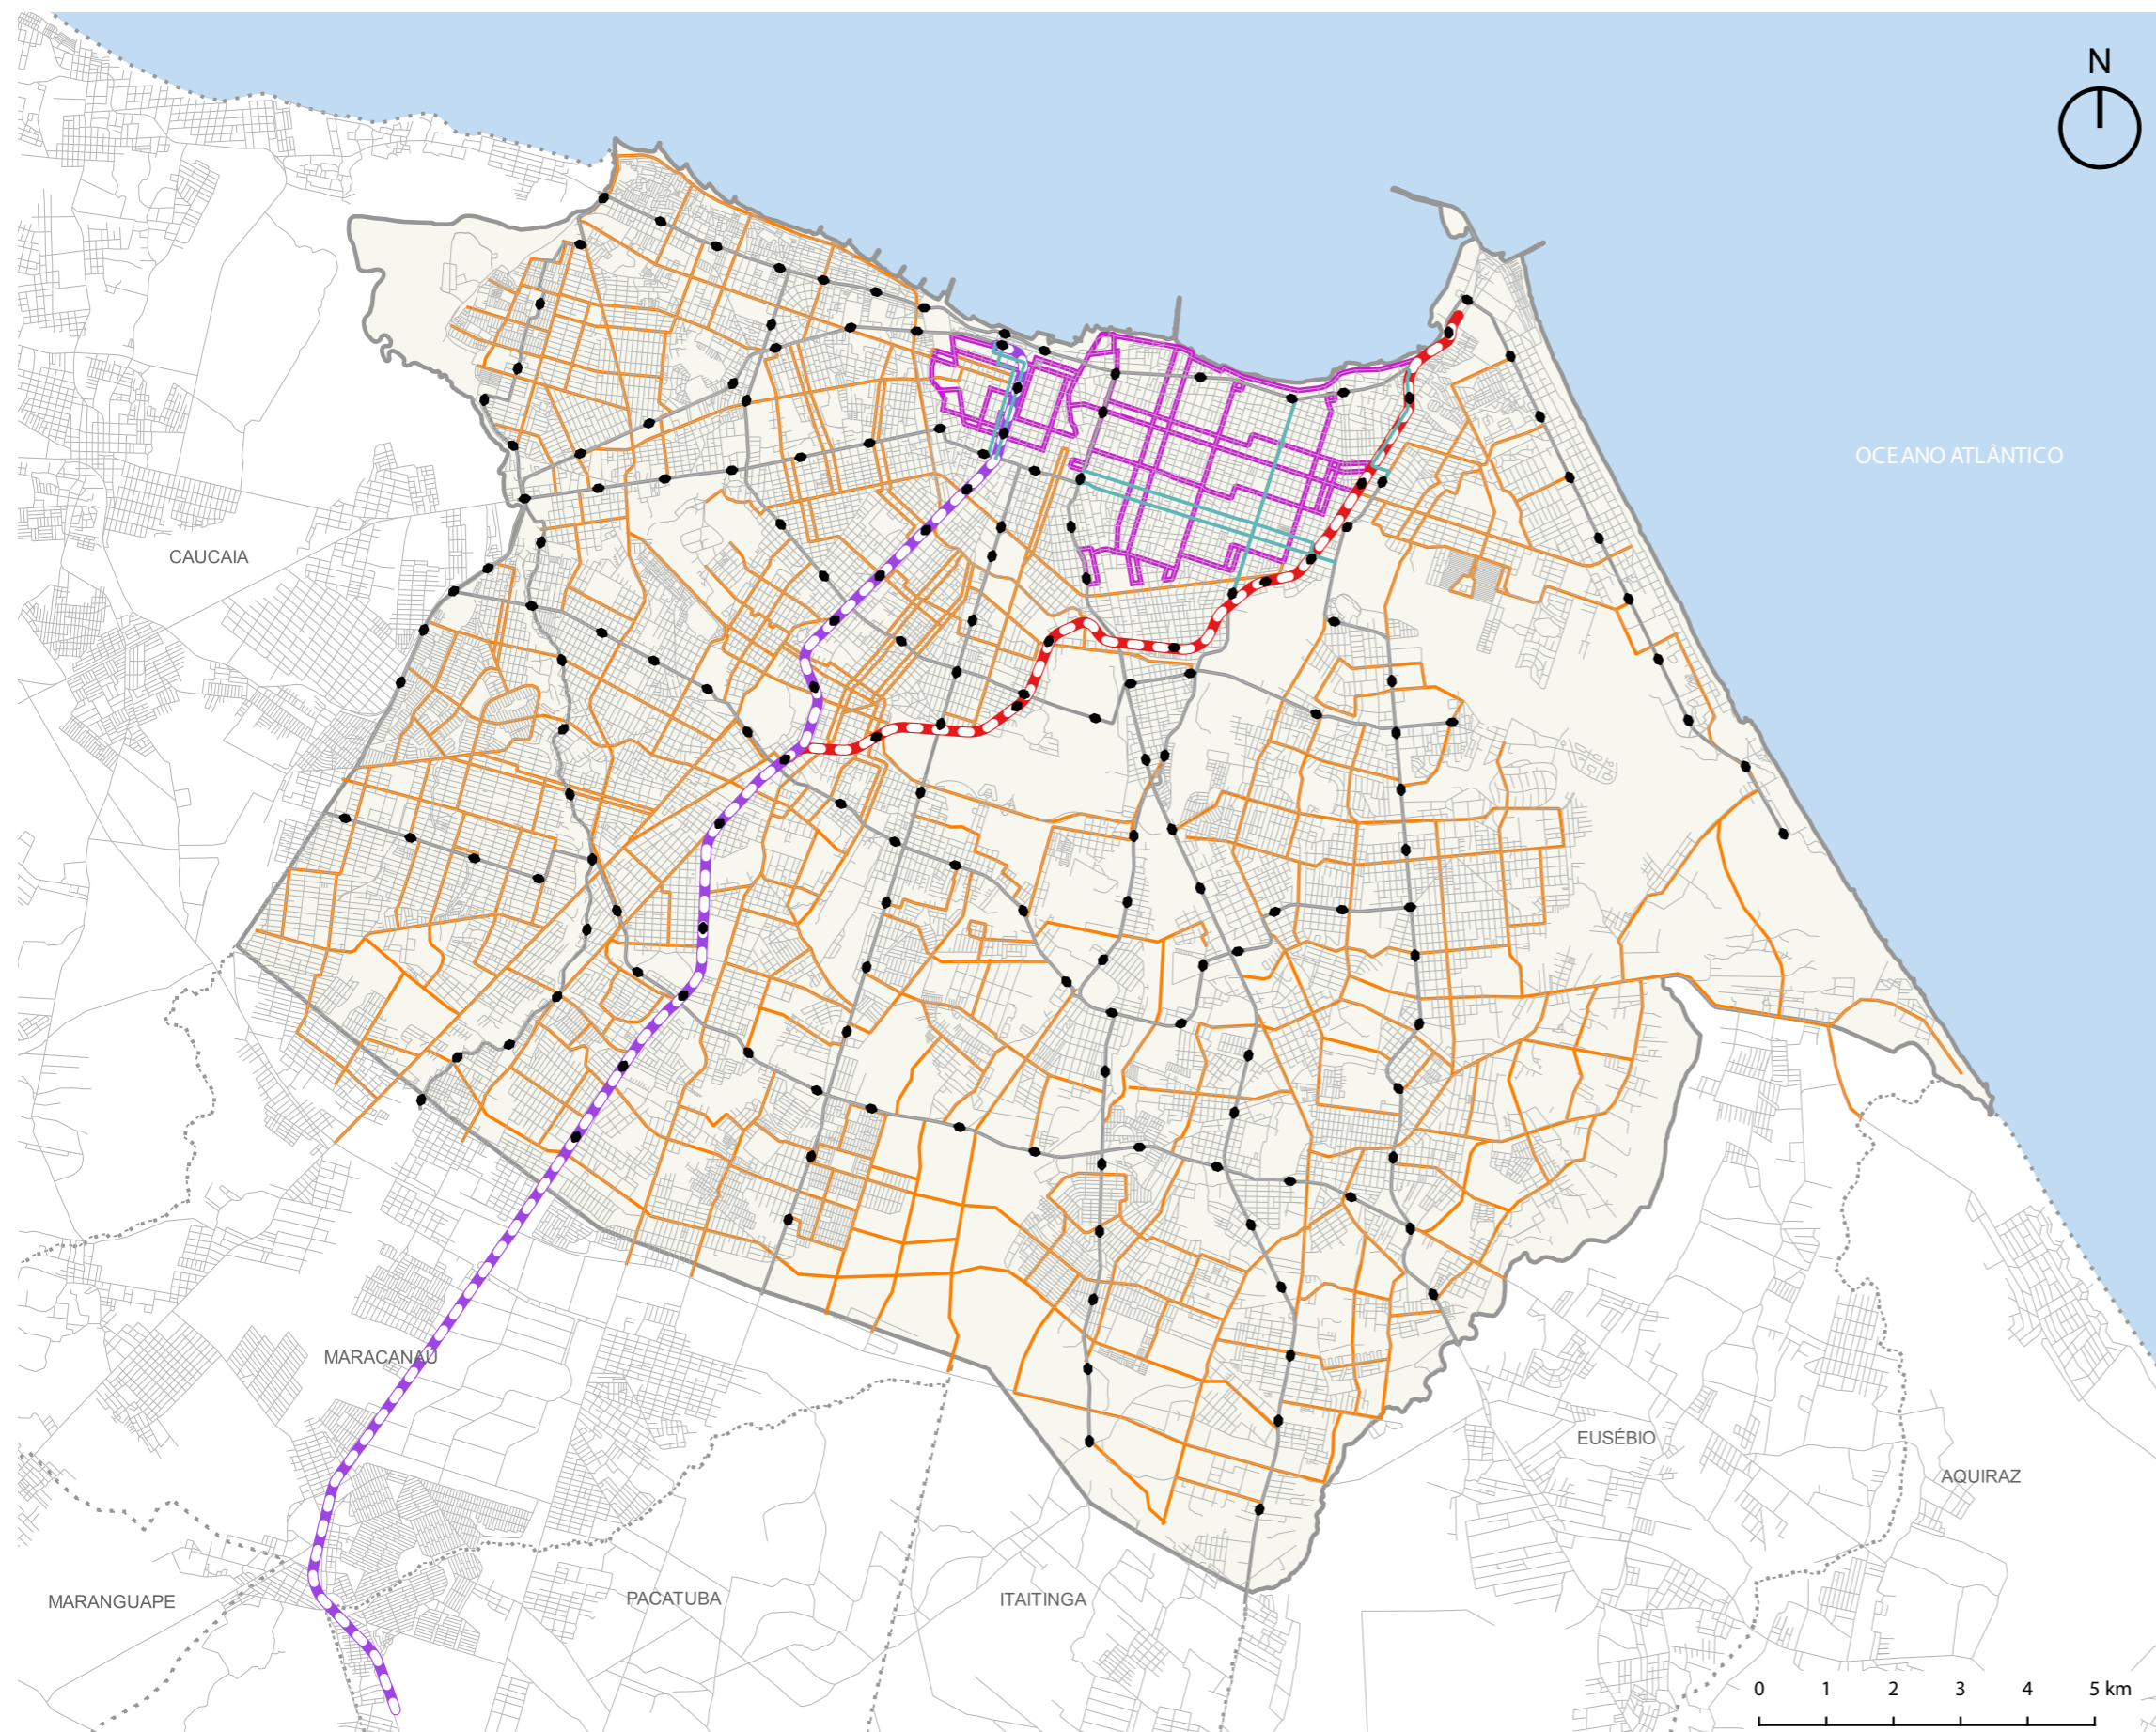 N
OCEANO ATLÂNTICO
CAUCAIA
MARACANAÚ
EUSÉBIO
AQUIRAZ
MARANGUAPE
PACATUBA
ITAITINGA
0 1 2 3 4 5 km